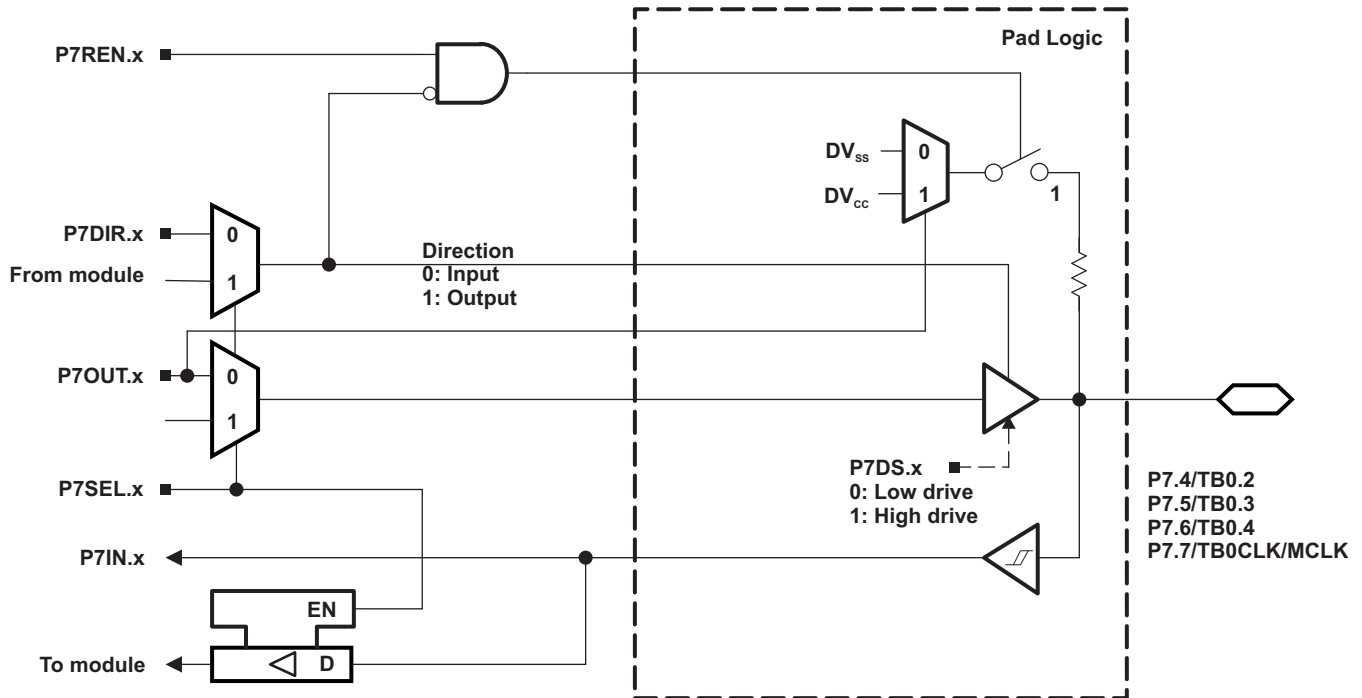 Pad Logic
P7REN.x
DVSS
0
DVCC
1
1
P7DIR.x
0
From module
1
Direction
0: Input
1: Output
P7OUT.x
0
1
P7DS.x
0: Low drive
1: High drive
P7SEL.x
P7.4/TB0.2
P7.5/TB0.3
P7.6/TB0.4
P7.7/TB0CLK/MCLK
P7IN.x
EN
To module
D